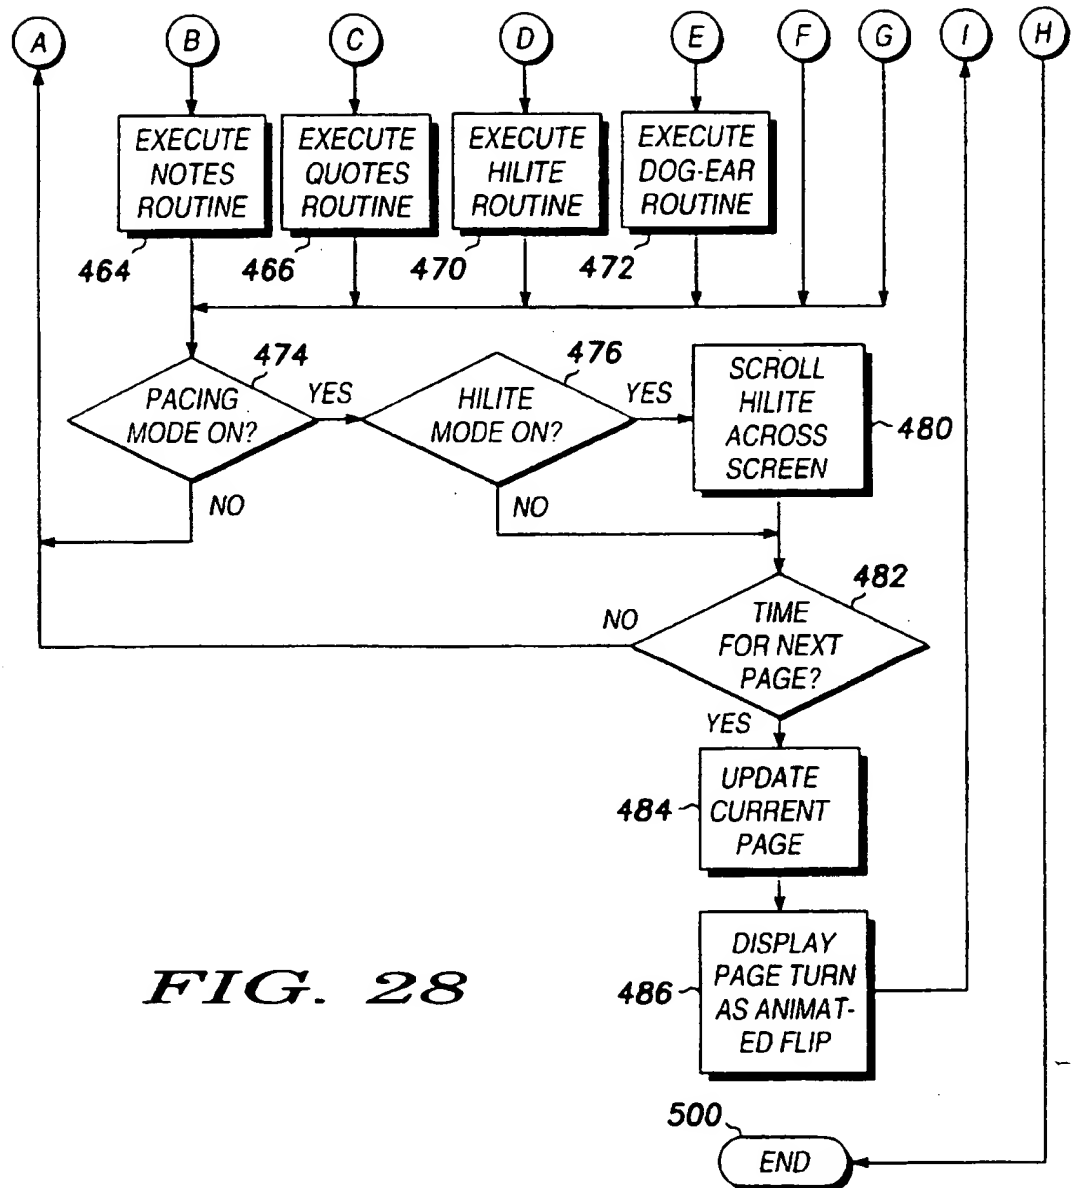 A B C D E F G I H
EXECUTE
NOTES
ROUTINE
464
EXECUTE
QUOTES
ROUTINE
466
EXECUTE
HILITE
ROUTINE
470
EXECUTE
DOG-EAR
ROUTINE
472
PACING
MODE ON?
474
YES
NO
HILITE
MODE ON?
476
YES
NO
SCROLL
HILITE
ACROSS
SCREEN
480
TIME
FOR NEXT
PAGE?
482
NO
YES
UPDATE
CURRENT
PAGE
484
DISPLAY
PAGE TURN
AS ANIMAT-
ED FLIP
486
FIG. 28
500
END